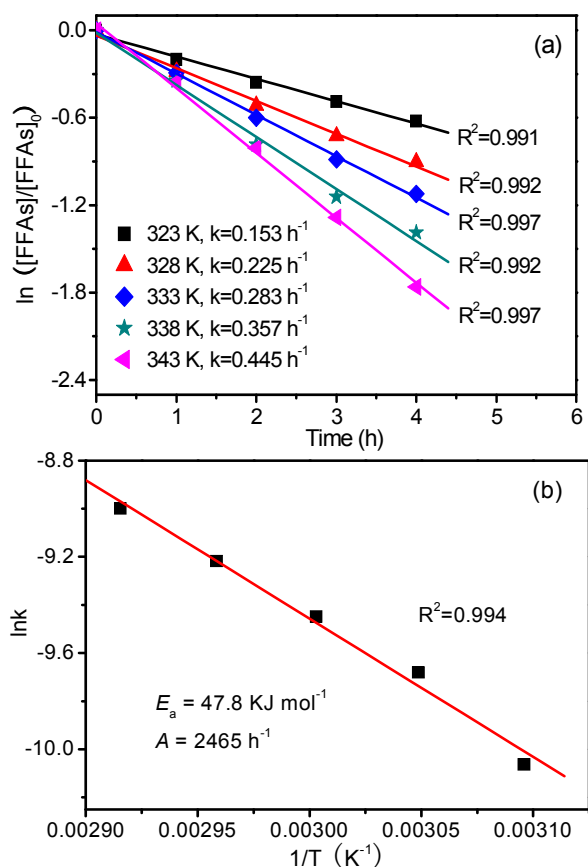 (a)
0.0
-0.6
-1.2
-1.8
-2.4
ln ([FFAs]/[FFAs]₀)
R²=0.991
R²=0.992
R²=0.997
R²=0.992
R²=0.997
323 K, k=0.153 h⁻¹
328 K, k=0.225 h⁻¹
333 K, k=0.283 h⁻¹
338 K, k=0.357 h⁻¹
343 K, k=0.445 h⁻¹
0 1 2 3 4 5 6
Time (h)
(b)
-8.8
-9.2
-9.6
-10.0
lnk
R²=0.994
Eₐ = 47.8 KJ mol⁻¹
A = 2465 h⁻¹
0.00290 0.00295 0.00300 0.00305 0.00310
1/T (K⁻¹)